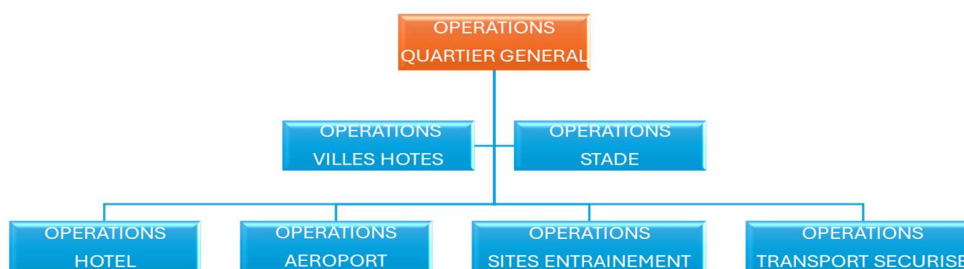 OPERATIONS
QUARTIER GENERAL
OPERATIONS
VILLES HOTES
OPERATIONS
STADE
OPERATIONS
HOTEL
OPERATIONS
AEROPORT
OPERATIONS
SITES ENTRAINEMENT
OPERATIONS
TRANSPORT SECURISE